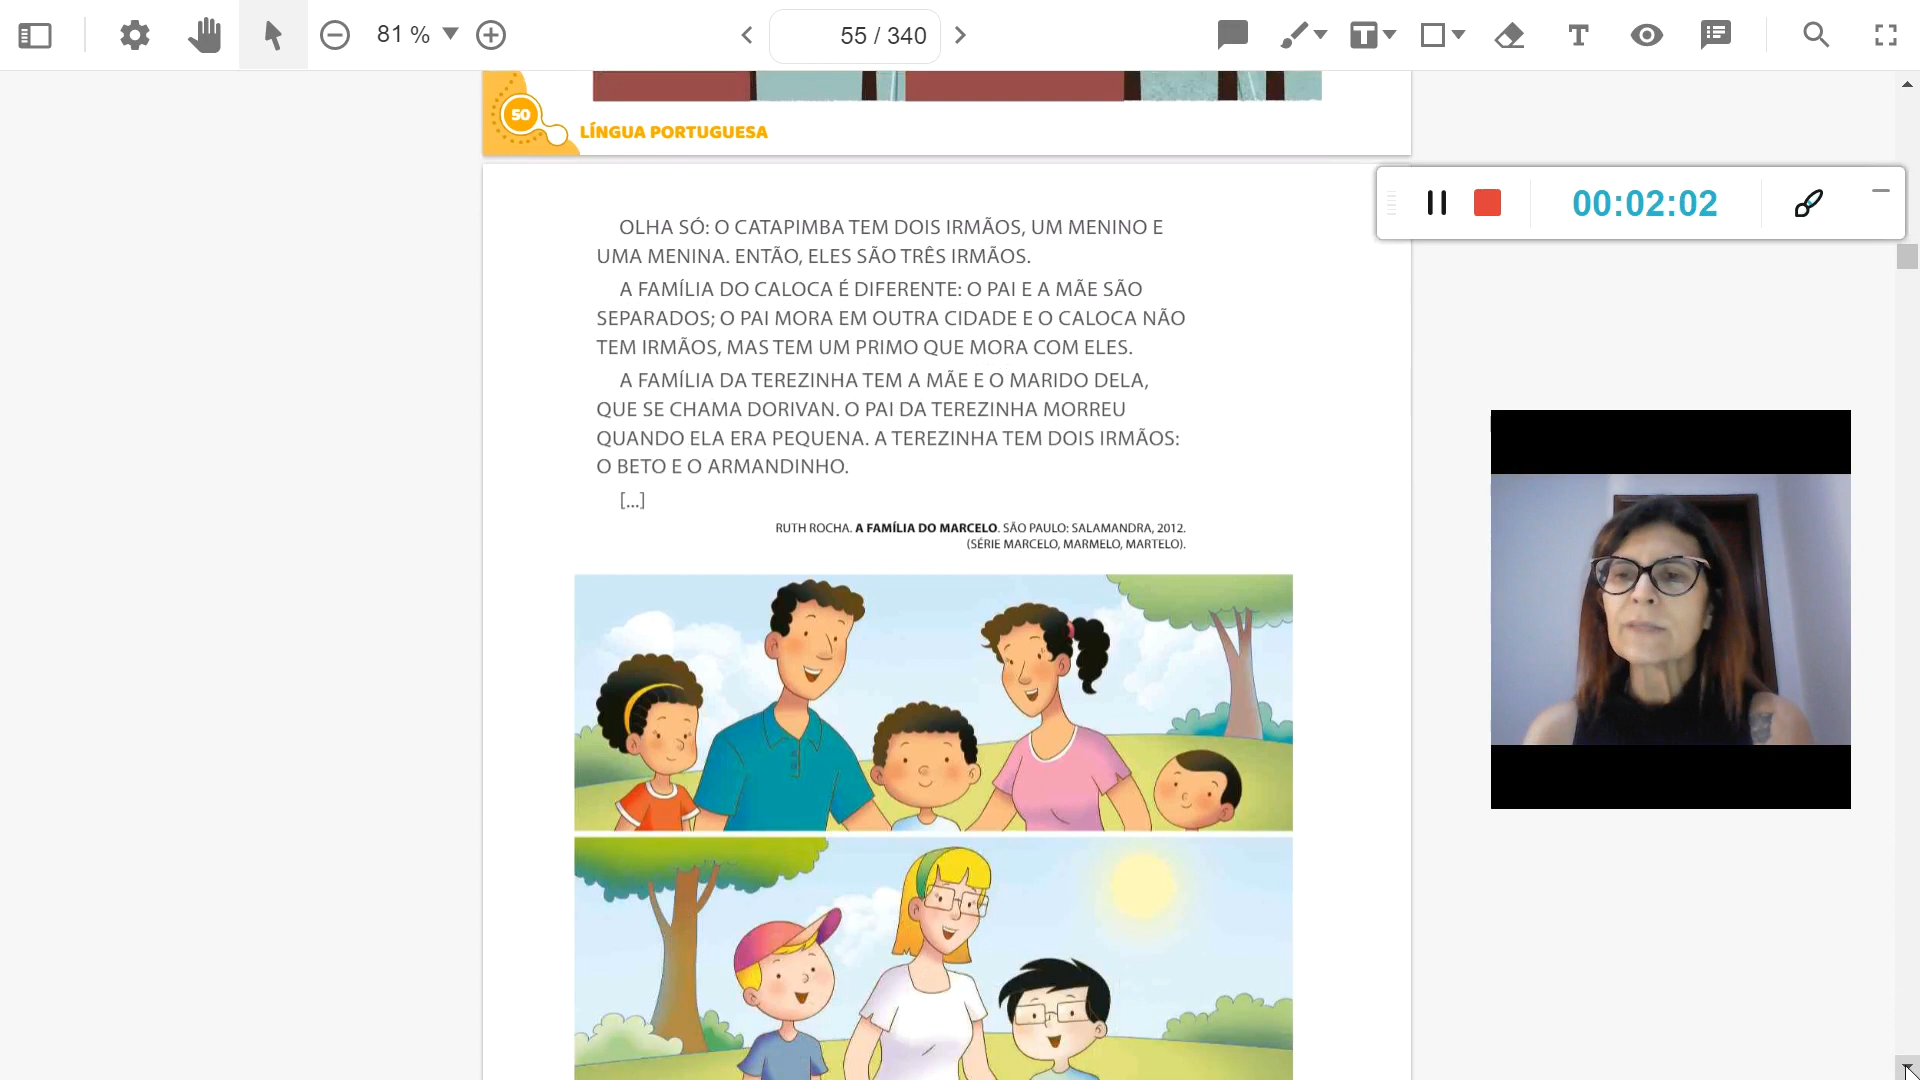 81 %
55 / 340
50
LÍNGUA PORTUGUESA
00:02:02
OLHA SÓ: O CATAPIMBA TEM DOIS IRMÃOS, UM MENINO E
UMA MENINA. ENTÃO, ELES SÃO TRÊS IRMÃOS.
A FAMÍLIA DO CALOCA É DIFERENTE: O PAI E A MÃE SÃO
SEPARADOS; O PAI MORA EM OUTRA CIDADE E O CALOCA NÃO
TEM IRMÃOS, MAS TEM UM PRIMO QUE MORA COM ELES.
A FAMÍLIA DA TEREZINHA TEM A MÃE E O MARIDO DELA,
QUE SE CHAMA DORIVAN. O PAI DA TEREZINHA MORREU
QUANDO ELA ERA PEQUENA. A TEREZINHA TEM DOIS IRMÃOS:
O BETO E O ARMANDINHO.
[...]
RUTH ROCHA. A FAMÍLIA DO MARCELO. SÃO PAULO: SALAMANDRA, 2012.
(SÉRIE MARCELO, MARMELO, MARTELO).